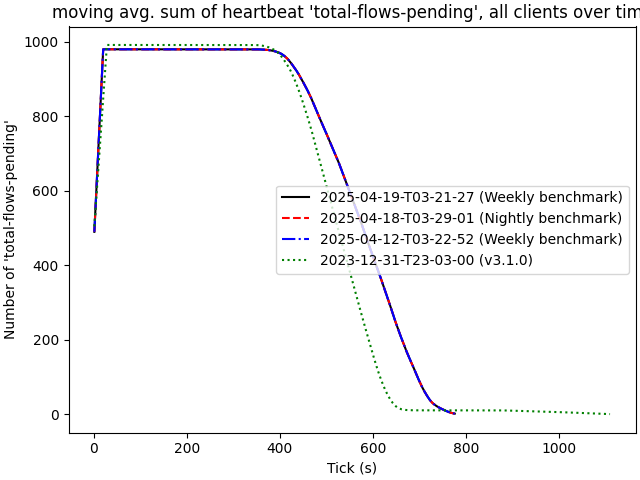 moving avg. sum of heartbeat 'total-flows-pending', all clients over tim
Number of 'total-flows-pending'
1000
800
600
400
200
0
2025-04-19-T03-21-27 (Weekly benchmark)
2025-04-18-T03-29-01 (Nightly benchmark)
2025-04-12-T03-22-52 (Weekly benchmark)
2023-12-31-T23-03-00 (v3.1.0)
0 200 400 600 800 1000
Tick (s)